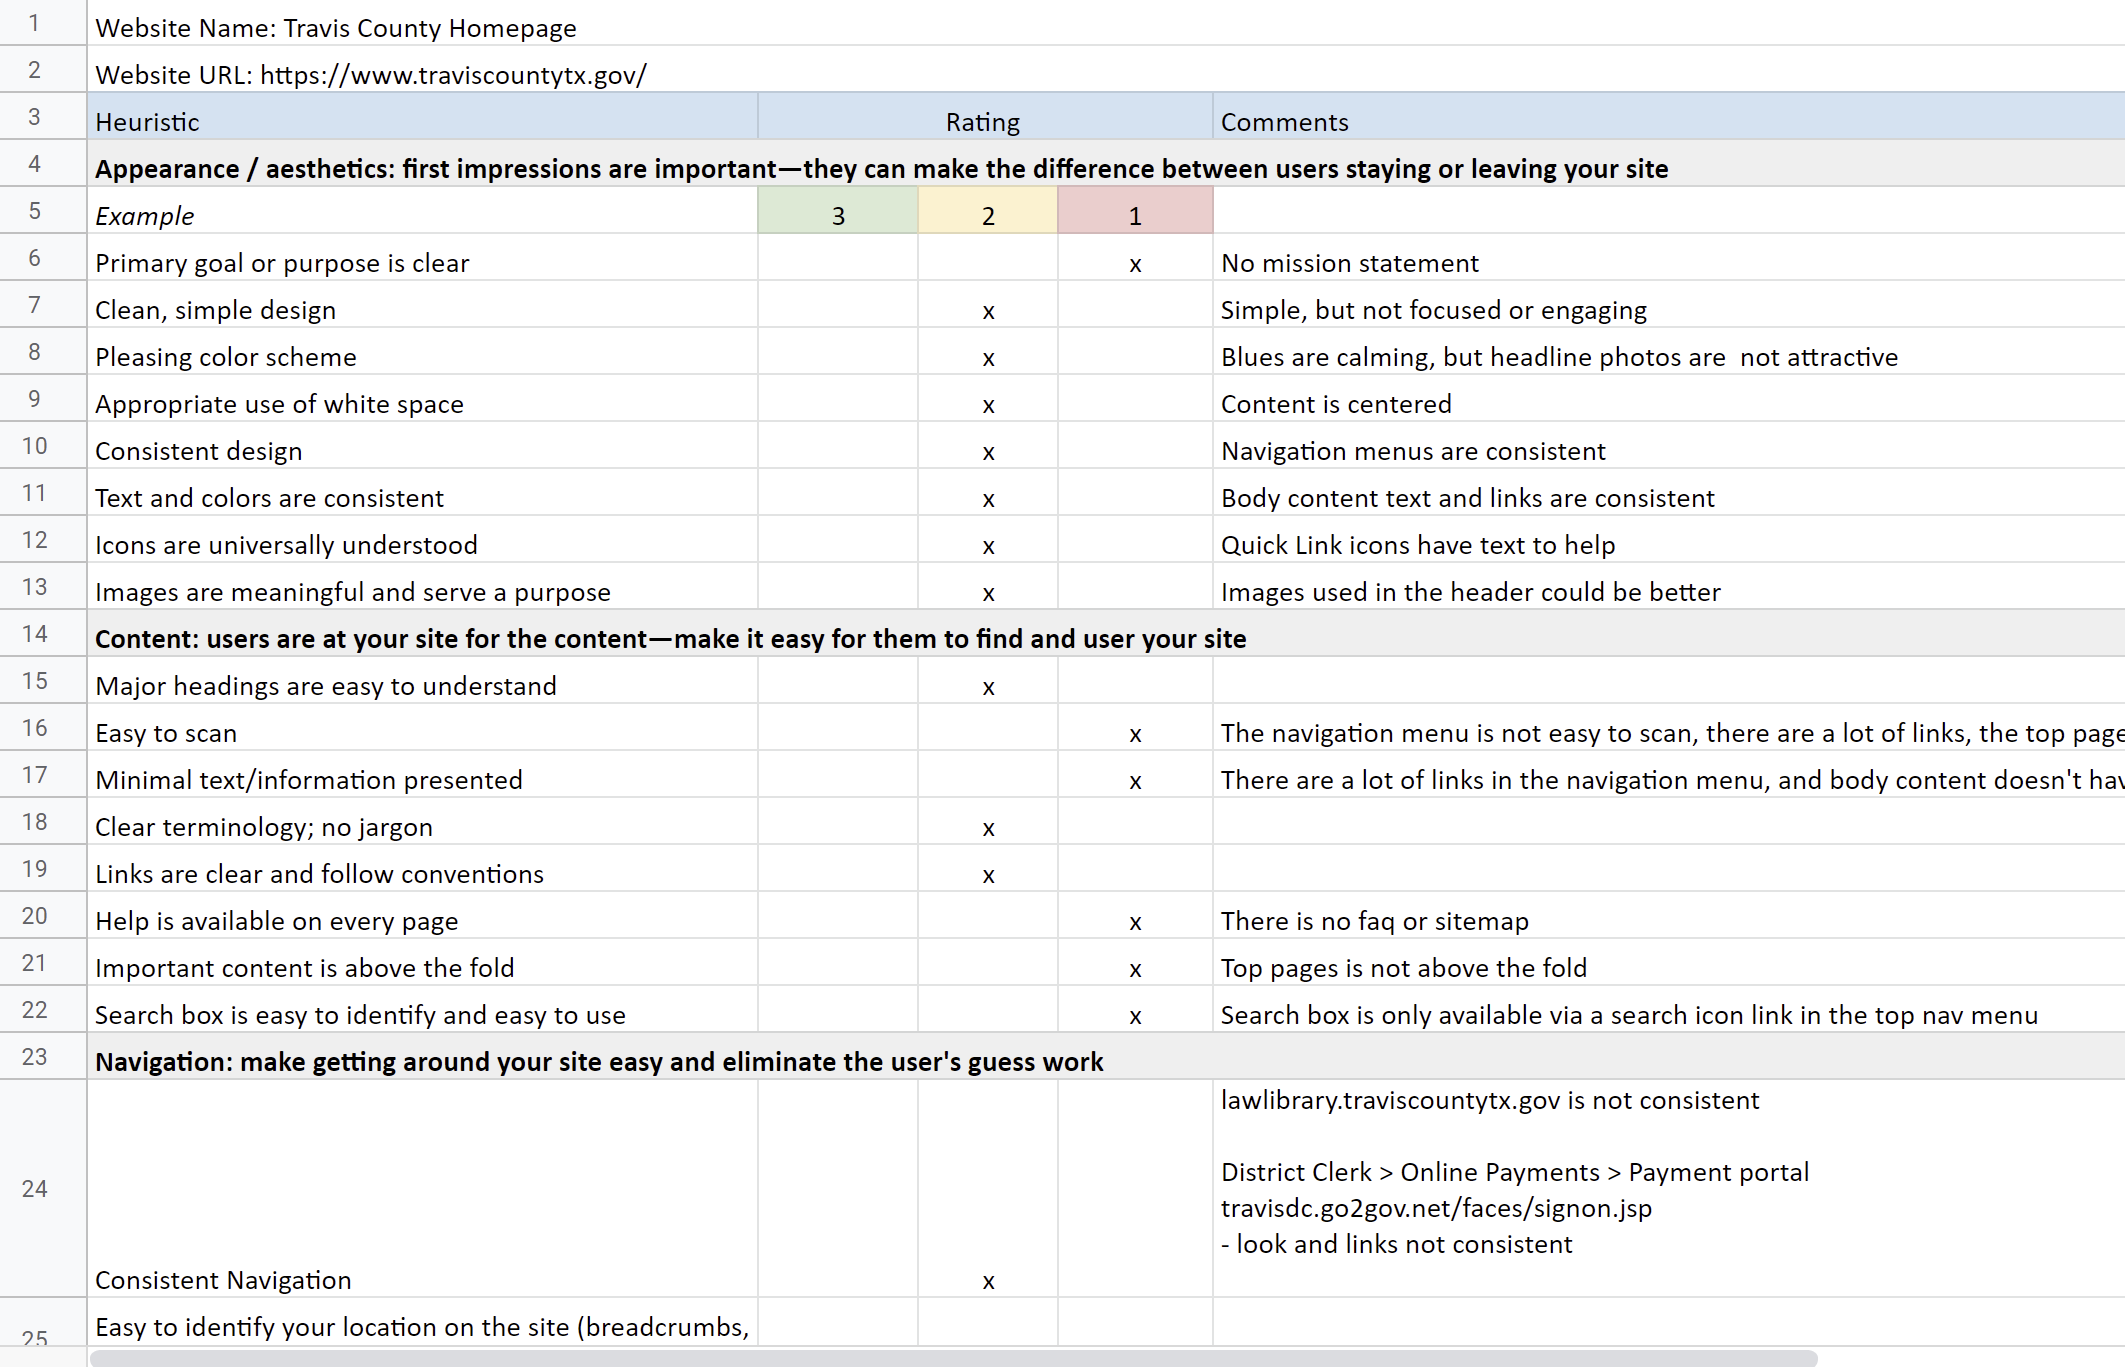 1 Website Name: Travis County Homepage
2 Website URL: https://www.traviscountytx.gov/
3 Heuristic Rating Comments
4 Appearance / aesthetics: first impressions are important—they can make the difference between users staying or leaving your site
5 Example 3 2 1
6 Primary goal or purpose is clear x No mission statement
7 Clean, simple design x Simple, but not focused or engaging
8 Pleasing color scheme x Blues are calming, but headline photos are  not attractive
9 Appropriate use of white space x Content is centered
10 Consistent design x Navigation menus are consistent
11 Text and colors are consistent x Body content text and links are consistent
12 Icons are universally understood x Quick Link icons have text to help
13 Images are meaningful and serve a purpose x Images used in the header could be better
14 Content: users are at your site for the content—make it easy for them to find and user your site
15 Major headings are easy to understand x
16 Easy to scan x The navigation menu is not easy to scan, there are a lot of links, the top page
17 Minimal text/information presented x There are a lot of links in the navigation menu, and body content doesn't hav
18 Clear terminology; no jargon x
19 Links are clear and follow conventions x
20 Help is available on every page x There is no faq or sitemap
21 Important content is above the fold x Top pages is not above the fold
22 Search box is easy to identify and easy to use x Search box is only available via a search icon link in the top nav menu
23 Navigation: make getting around your site easy and eliminate the user's guess work
lawlibrary.traviscountytx.gov is not consistent
District Clerk > Online Payments > Payment portal
24 travisdc.go2gov.net/faces/signon.jsp
- look and links not consistent
Consistent Navigation x
25 Easy to identify your location on the site (breadcrumbs,